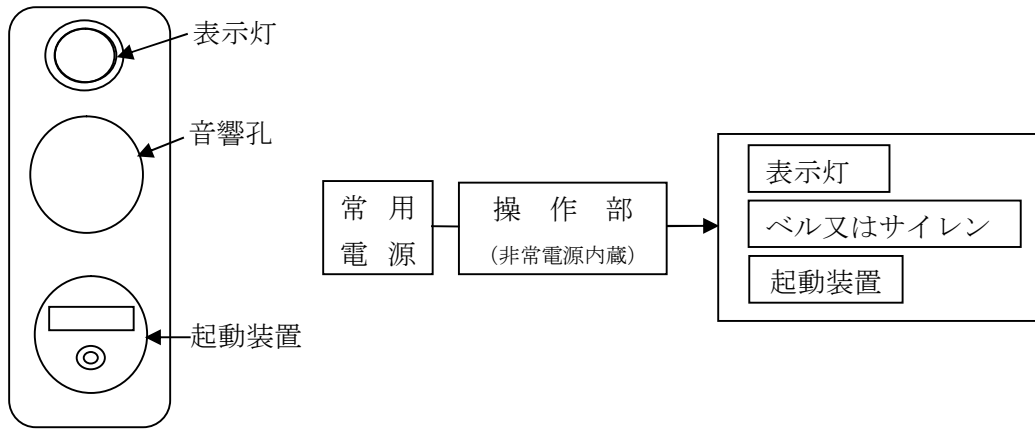 表示灯
音響孔
起動装置
常用
電源
操作部
(非常電源内蔵)
表示灯
ベル又はサイレン
起動装置